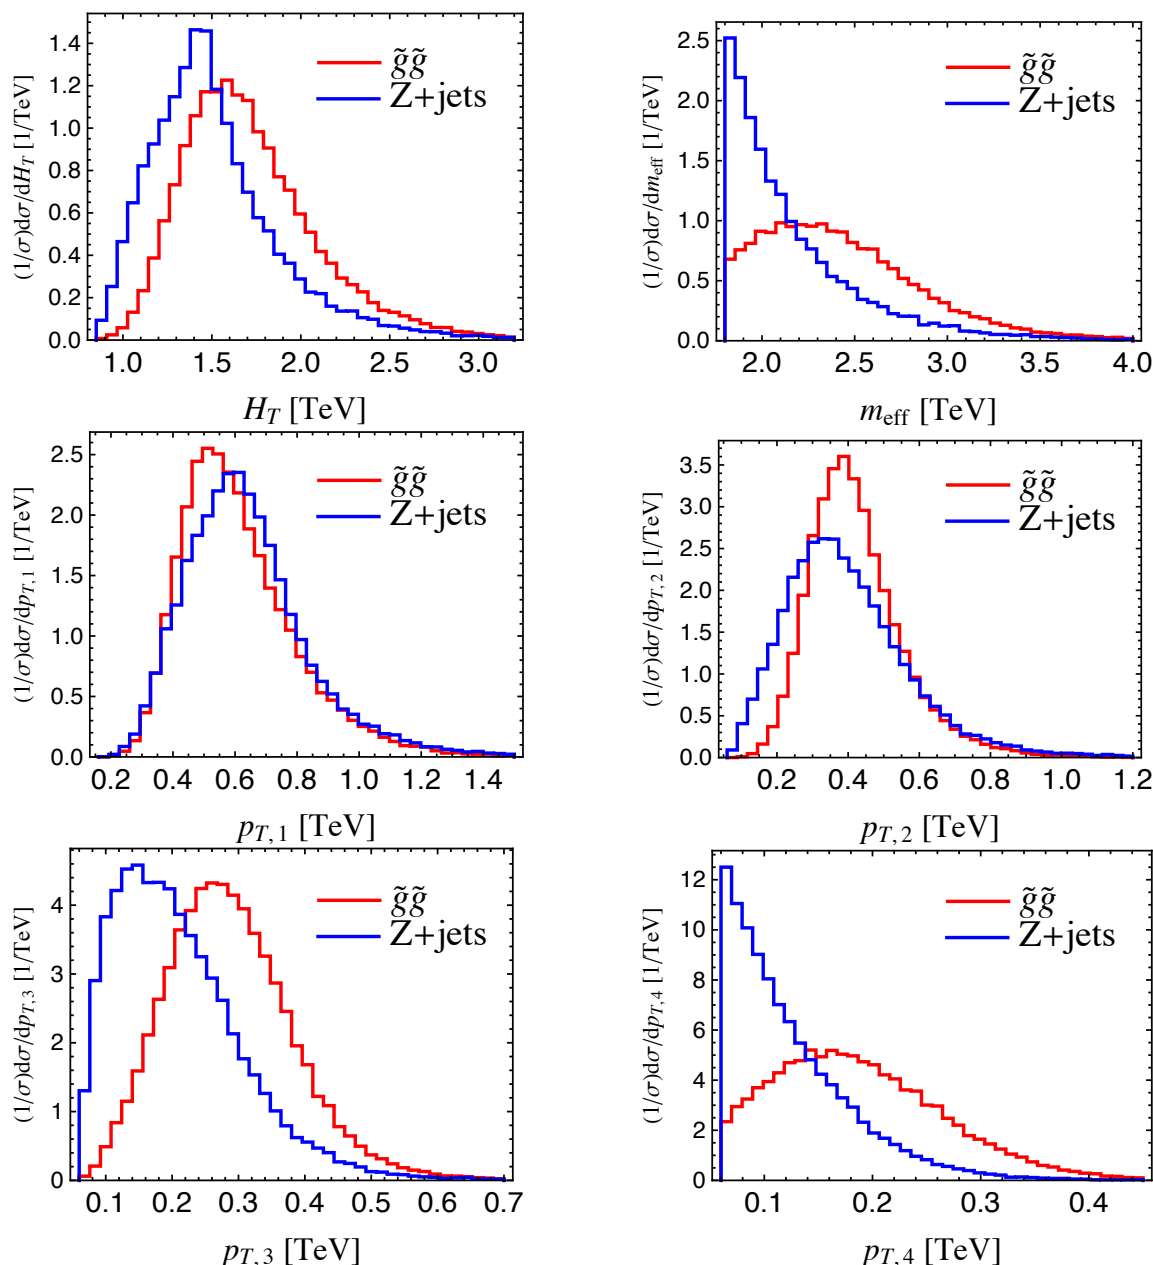 (1/σ)dσ/dH_T [1/TeV]
1.4
1.2
1.0
0.8
0.6
0.4
0.2
0.0
g̃g̃
Z+jets
1.0 1.5 2.0 2.5 3.0
H_T [TeV]
(1/σ)dσ/dm_eff [1/TeV]
2.5
2.0
1.5
1.0
0.5
0.0
g̃g̃
Z+jets
2.0 2.5 3.0 3.5 4.0
m_eff [TeV]
(1/σ)dσ/dp_T,1 [1/TeV]
2.5
2.0
1.5
1.0
0.5
0.0
g̃g̃
Z+jets
0.2 0.4 0.6 0.8 1.0 1.2 1.4
p_T,1 [TeV]
(1/σ)dσ/dp_T,2 [1/TeV]
3.5
3.0
2.5
2.0
1.5
1.0
0.5
0.0
g̃g̃
Z+jets
0.2 0.4 0.6 0.8 1.0 1.2
p_T,2 [TeV]
(1/σ)dσ/dp_T,3 [1/TeV]
4
3
2
1
0
g̃g̃
Z+jets
0.1 0.2 0.3 0.4 0.5 0.6 0.7
p_T,3 [TeV]
(1/σ)dσ/dp_T,4 [1/TeV]
12
10
8
6
4
2
0
g̃g̃
Z+jets
0.1 0.2 0.3 0.4
p_T,4 [TeV]